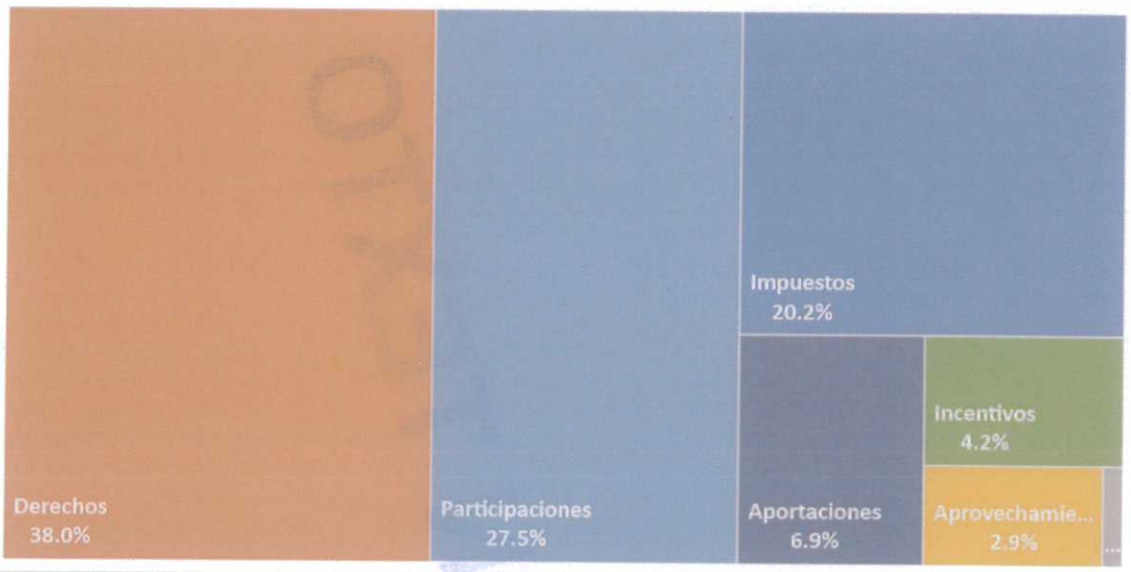 Derechos
38.0%
Participaciones
27.5%
Impuestos
20.2%
Aportaciones
6.9%
Incentivos
4.2%
Aprovechamie...
2.9%
...